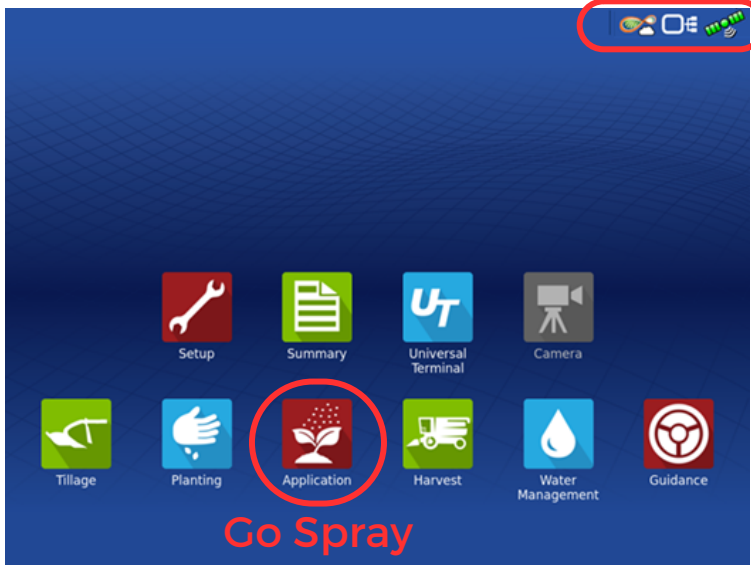 UT
Setup
Summary
Universal
Terminal
Camera
Tillage
Planting
Application
Harvest
Water
Management
Guidance
Go Spray